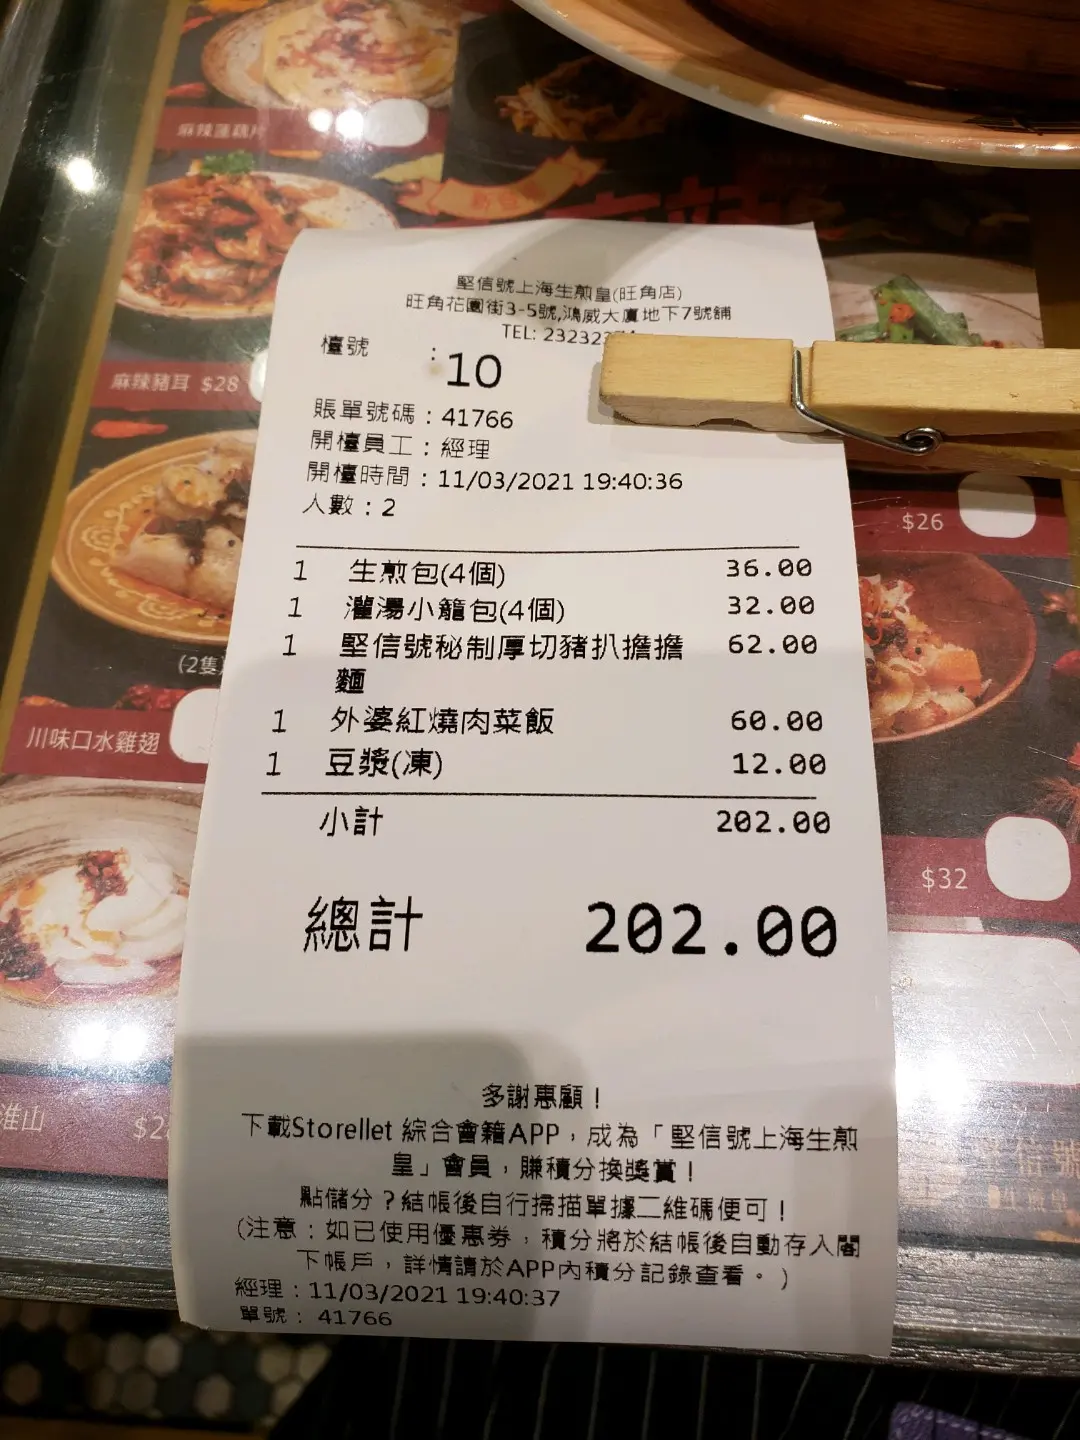 麻辣豬耳 $28
(2隻)
川味口水雞翅
淮山
$26
$32
堅信號上海生煎皇(旺角店)
旺角花園街3-5號,鴻威大廈地下7號舖
TEL: 23232
檯號 : 10
賬單號碼 : 41766
開檯員工 : 經理
開檯時間 : 11/03/2021 19:40:36
人數 : 2
1 生煎包(4個) 36.00
1 灌湯小籠包(4個) 32.00
1 堅信號秘制厚切豬扒擔擔 62.00
麵
1 外婆紅燒肉菜飯 60.00
1 豆漿(凍) 12.00
小計 202.00
總計 202.00
多謝惠顧！
下載Storellet 綜合會籍APP，成為「堅信號上海生煎
皇」會員，賺積分換獎賞！
點儲分？結帳後自行掃描單據二維碼便可！
(注意：如已使用優惠券，積分將於結帳後自動存入閣
下帳戶，詳情請於APP內積分記錄查看。)
經理 : 11/03/2021 19:40:37
單號 : 41766